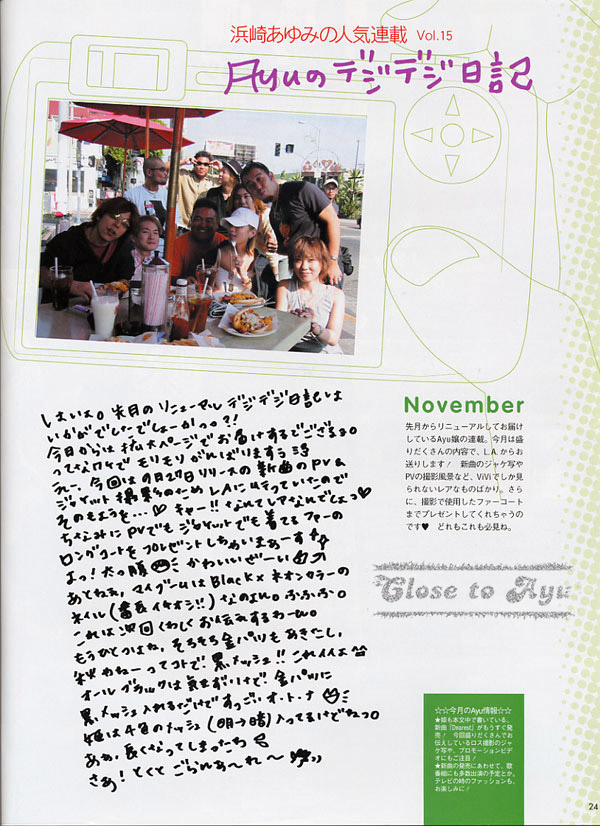 浜崎あゆみの人気連載 Vol.15
Ayuのデジデジ日記
はいはい。先月のリニューアルデジデジ日記は
いかがでしたでしょーかっっ?!
今日からは拡大ページでお届けするでござるよ。
ってなワケでモリモリがんばりますっ
えー、今回は9月27日リリースの新曲のPV&
ジャケット撮影のためLAに行っていたので
そのもようを…♡キャー!!なんてレアなんでしょっ♡
ちなみにPVでもジャケットでも着てるファーの
ロングコートをプレゼントしちゃいまぁーす
よっ!太っ腹 かわいいぜーい
あとねぇ、マイブームはBlack×ネオンカラーの
ネイル(番長イチオシ!!)なのよん。ふふふ。
これは次回くわしくお伝えするわーん。
もうひとつはね、そろそろ金パツもあきたし、
秋だねーってコトで黒メッシュ!!これイイよ
オールブラックは気せずいけど金パツに
黒メッシュ入れるだけですっごいオ・ト・ナ
姫は4色のメッシュ(明→暗)入ってるけどねっ。
ああ、長くなってしまったち
さあ!とくとごらんあ〜れ〜
November
先月からリニューアルしてお届け
しているAyu嬢の連載。今月は盛
りだくさんの内容で、L.A.からお
送りします! 新曲のジャケ写や
PVの撮影風景など、ViViでしか見
られないレアなものばかり。さら
に、撮影で使用したファーコート
までプレゼントしてくれちゃうの
です♥ どれもこれも必見ね。
Close to Ayu
☆☆今月のAyu情報☆☆
★姫も本文中で書いている、
新曲「Dearest」がもうすぐ発
売! 今回盛りだくさんでお
伝えしているロス撮影のジャ
ケ写や、プロモーションビデ
オにもご注目!
★新曲の発売にあわせて、歌
番組にも多数出演の予定とか。
テレビの時のファッションも、
お楽しみに!
24